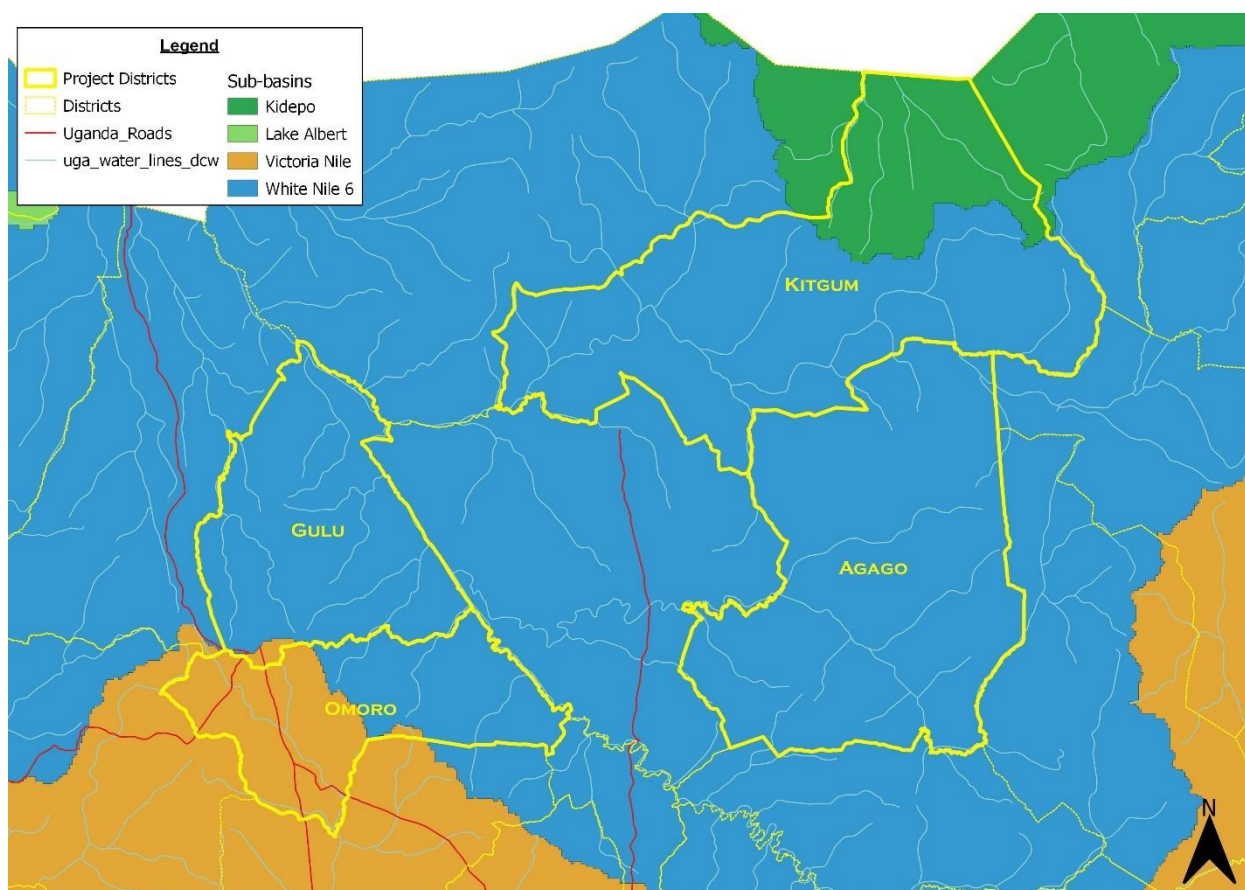 Legend
Project Districts
Districts
Uganda_Roads
uga_water_lines_dcw
Sub-basins
Kidepo
Lake Albert
Victoria Nile
White Nile 6
KITGUM
GULU
AGAGO
OMORO
N